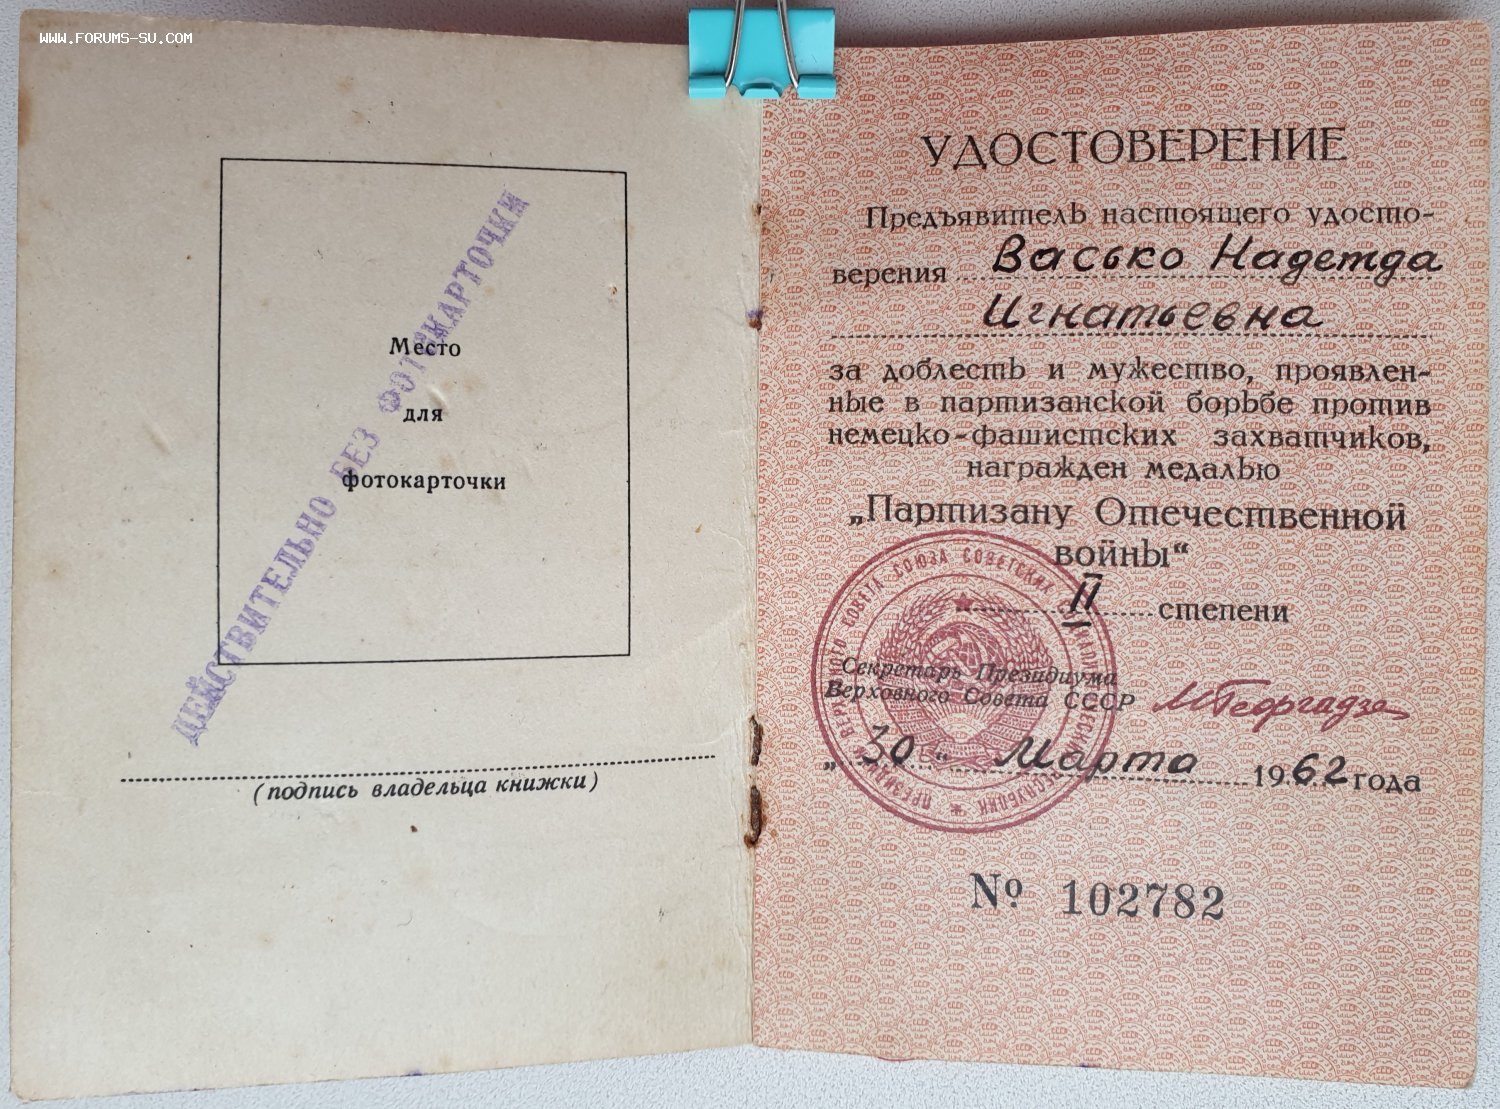 WWW.FORUMS-SU.COM
Место
для
фотокарточки
ДЕЙСТВИТЕЛЬНО БЕЗ ФОТОКАРТОЧКИ
(подпись владельца книжки)
УДОСТОВЕРЕНИЕ
Предъявитель настоящего удосто-
верения Васько Надежда
Игнатьевна
за доблесть и мужество, проявлен-
ные в партизанской борьбе против
немецко-фашистских захватчиков,
награжден медалью
„Партизану Отечественной
войны“
II степени
Секретарь Президиума
Верховного Совета СССР МГеоргадзе
„30“ Марта 1962 года
№ 102782